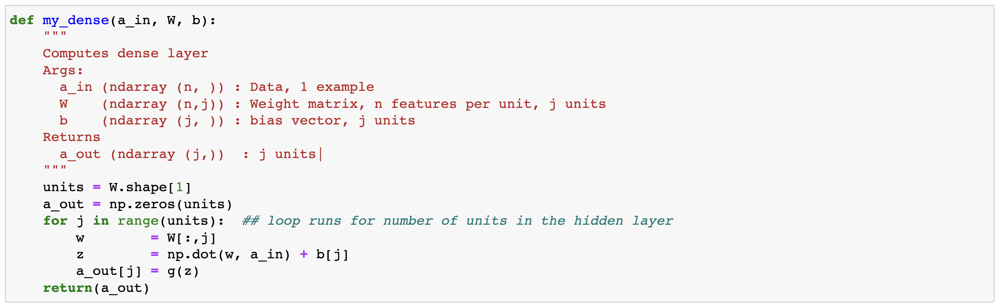 def my_dense(a_in, W, b):
    """
    Computes dense layer
    Args:
      a_in (ndarray (n, )) : Data, 1 example
      W    (ndarray (n,j)) : Weight matrix, n features per unit, j units
      b    (ndarray (j, )) : bias vector, j units
    Returns
      a_out (ndarray (j,))  : j units
    """
    units = W.shape[1]
    a_out = np.zeros(units)
    for j in range(units):  ## loop runs for number of units in the hidden layer
        w        = W[:,j]
        z        = np.dot(w, a_in) + b[j]
        a_out[j] = g(z)
    return(a_out)